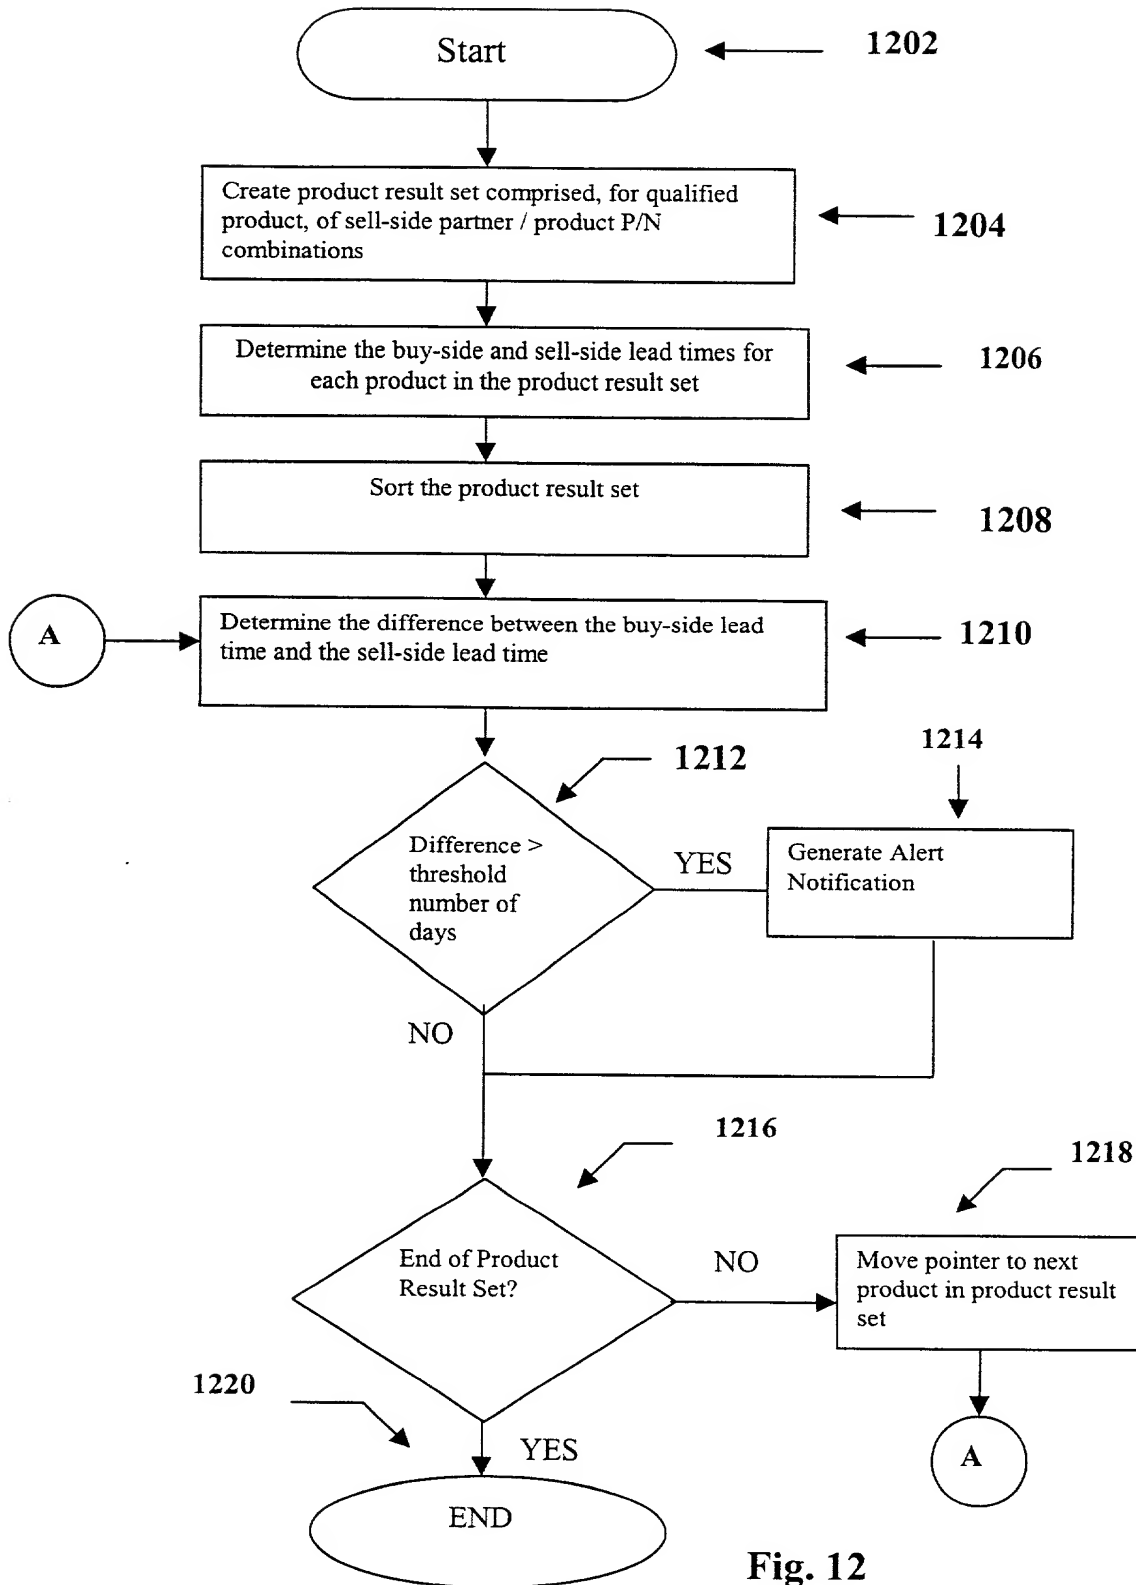 Start
1202
Create product result set comprised, for qualified
product, of sell-side partner / product P/N
combinations
1204
Determine the buy-side and sell-side lead times for
each product in the product result set
1206
Sort the product result set
1208
A
Determine the difference between the buy-side lead
time and the sell-side lead time
1210
1212
1214
Difference >
threshold
number of
days
YES
Generate Alert
Notification
NO
1216
1218
End of Product
Result Set?
NO
Move pointer to next
product in product result
set
1220
YES
A
END
Fig. 12